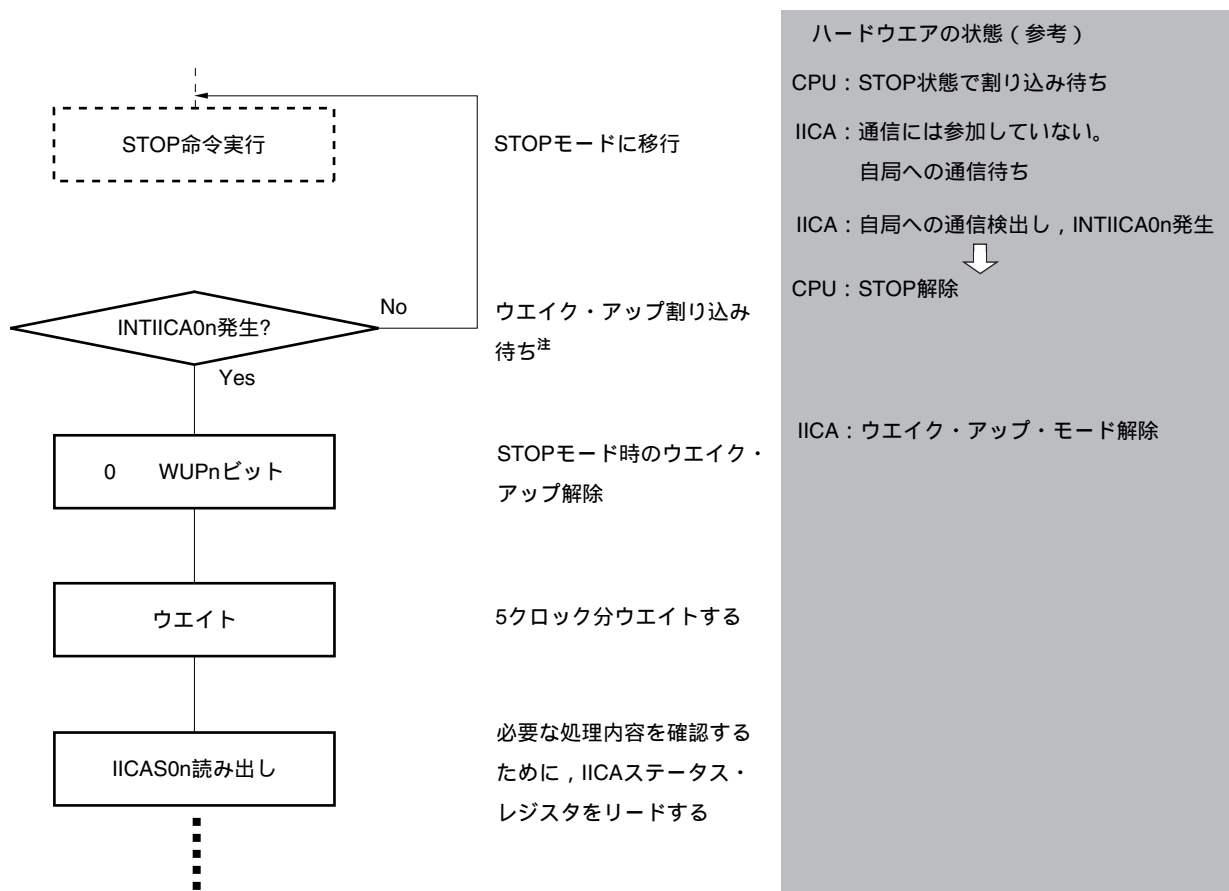 STOP命令実行
STOPモードに移行
INTIICA0n発生?
No
Yes
ウエイク・アップ割り込み
待ち注
0　WUPnビット
STOPモード時のウエイク・
アップ解除
ウエイト
5クロック分ウエイトする
IICAS0n読み出し
必要な処理内容を確認する
ために，IICAステータス・
レジスタをリードする
ハードウエアの状態（参考）
CPU：STOP状態で割り込み待ち
IICA：通信には参加していない。
自局への通信待ち
IICA：自局への通信検出し，INTIICA0n発生
CPU：STOP解除
IICA：ウエイク・アップ・モード解除